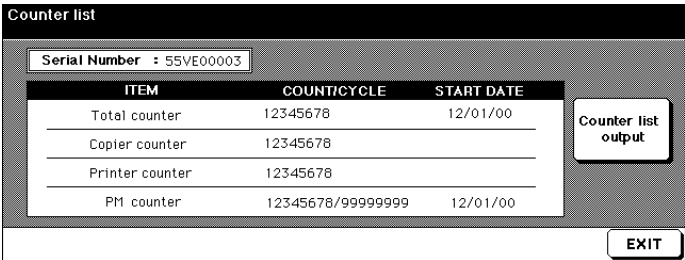 Counter list
Serial Number : 55VE00003
ITEM COUNT/CYCLE START DATE
Total counter 12345678 12/01/00
Copier counter 12345678
Printer counter 12345678
PM counter 12345678/99999999 12/01/00
Counter list
output
EXIT